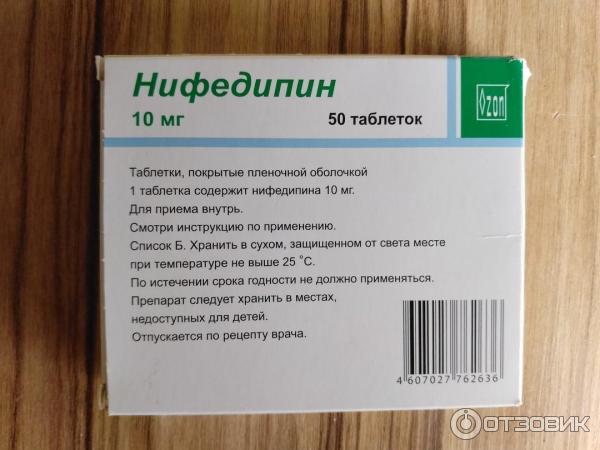 Нифедипин
10 мг
50 таблеток
Ozon
Таблетки, покрытые пленочной оболочкой
1 таблетка содержит нифедипина 10 мг.
Для приема внутрь.
Смотри инструкцию по применению.
Список Б. Хранить в сухом, защищенном от света месте
при температуре не выше 25 °С.
По истечении срока годности не должно применяться.
Препарат следует хранить в местах,
недоступных для детей.
Отпускается по рецепту врача.
4 607027 762636
ОТЗОВИК